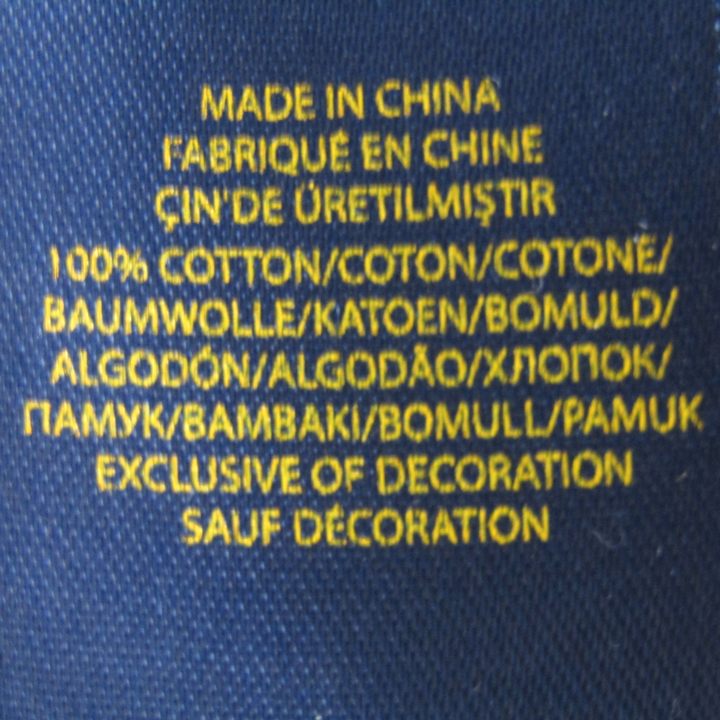 MADE IN CHINA
FABRIQUÉ EN CHINE
ÇIN'DE ÜRETILMIŞTIR
100% COTTON/COTON/COTONE/
BAUMWOLLE/KATOEN/BOMULD/
ALGODÓN/ALGODÃO/ХЛОПОК/
ПАМУК/BAMBAKI/BOMULL/PAMUK
EXCLUSIVE OF DECORATION
SAUF DÉCORATION